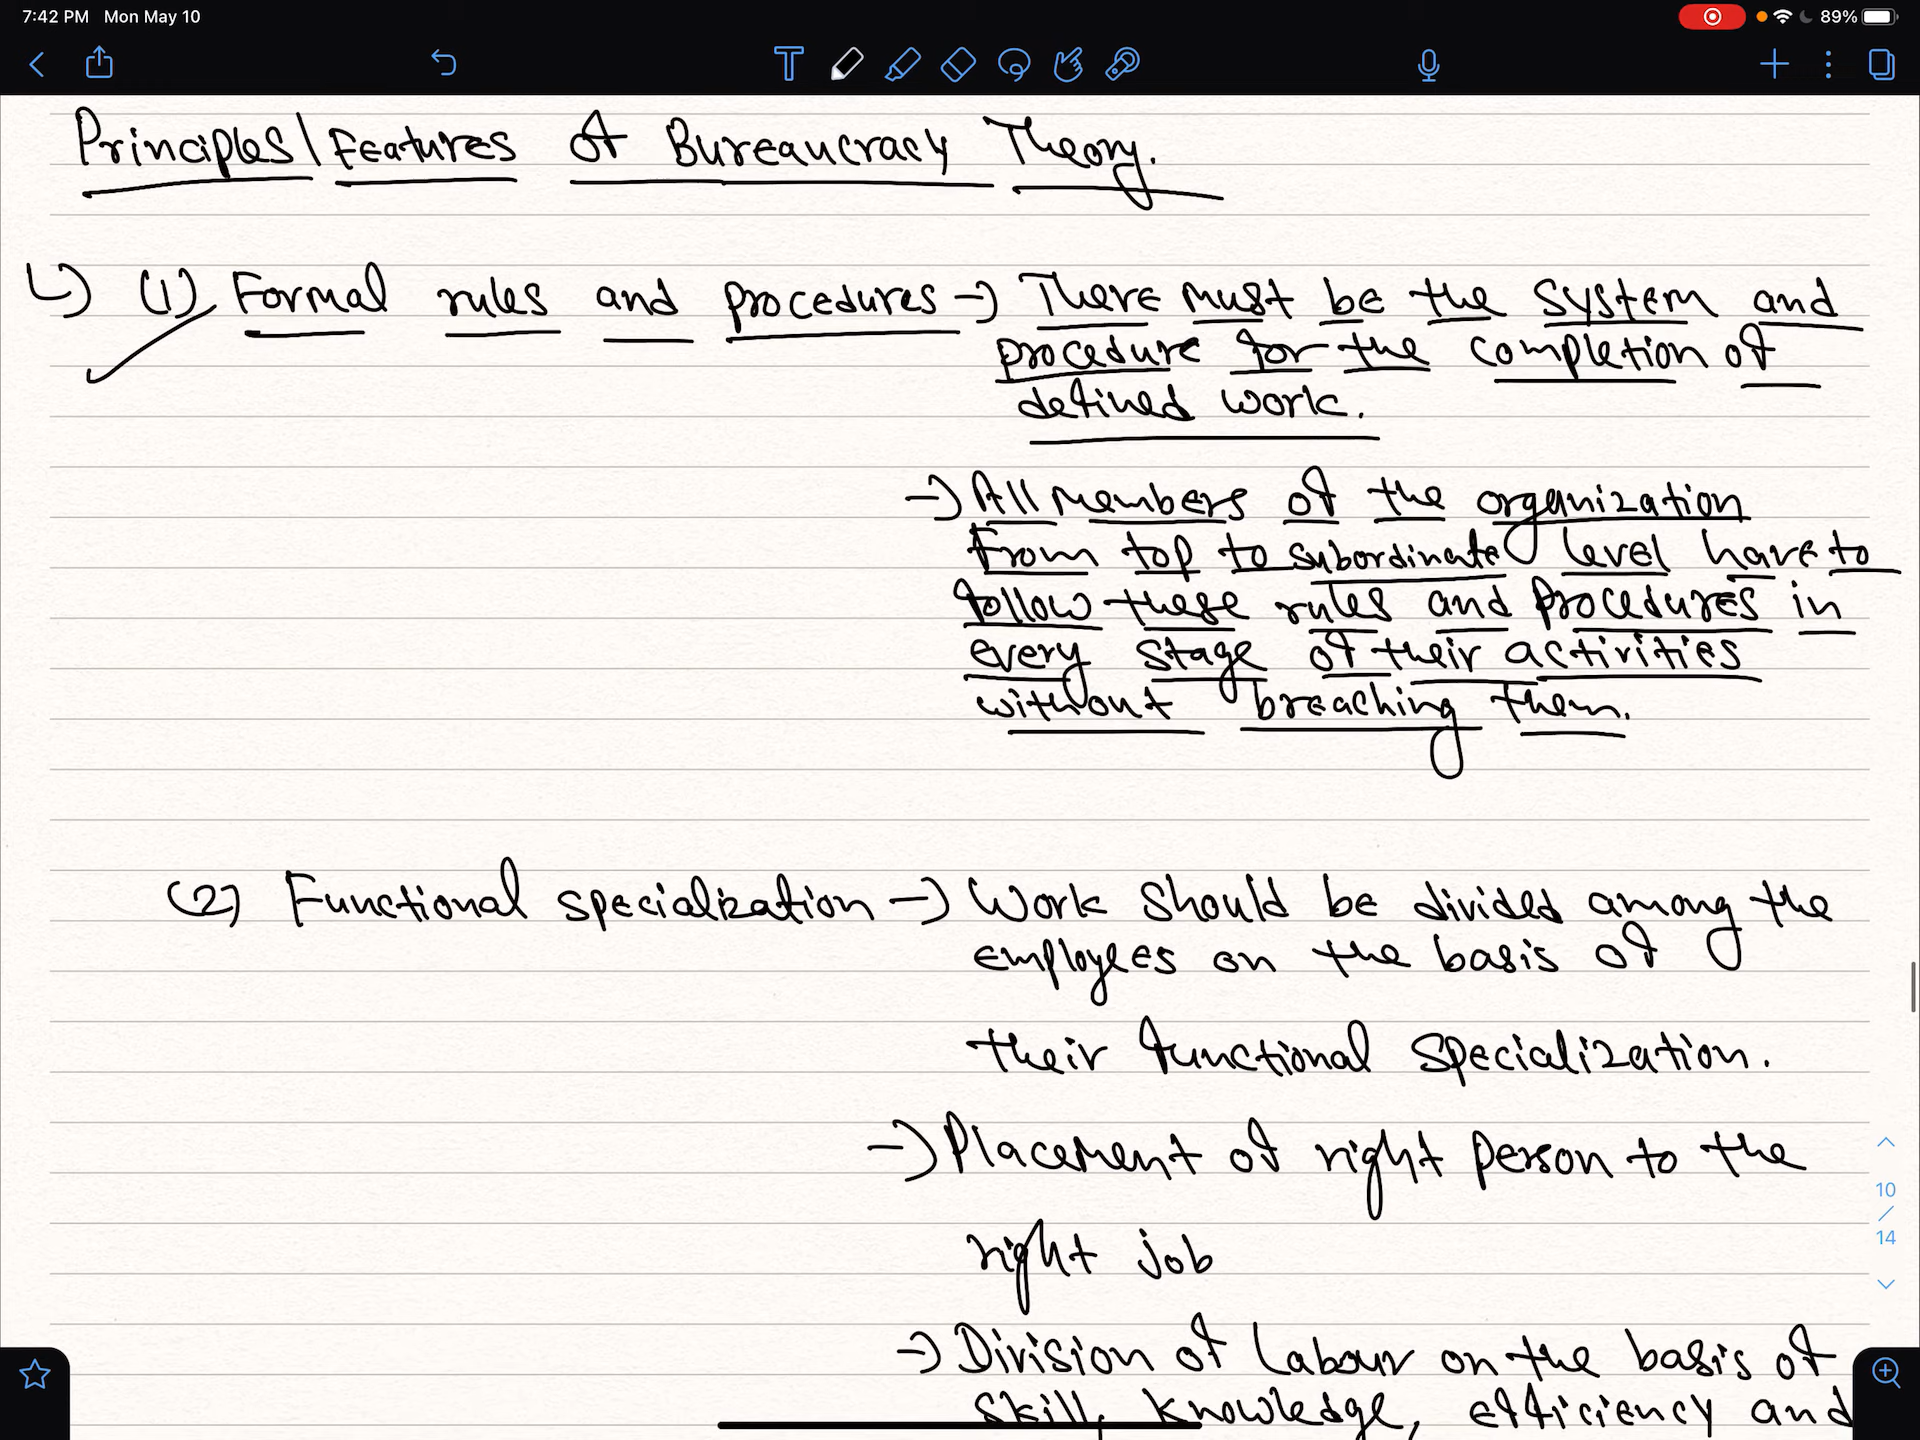 7:42 PM Mon May 10
89%
Principles/Features of Bureaucracy Theory.
(1) Formal rules and procedures → There must be the system and
procedure for the completion of
defined work.
→ All members of the organization
from top to subordinate level have to
follow these rules and procedures in
every stage of their activities
without breaching them.
(2) Functional specialization → Work should be divided among the
employees on the basis of
their functional specialization.
→ Placement of right person to the
right job
→ Division of Labour on the basis of
skill, knowledge, efficiency and
10
/
14